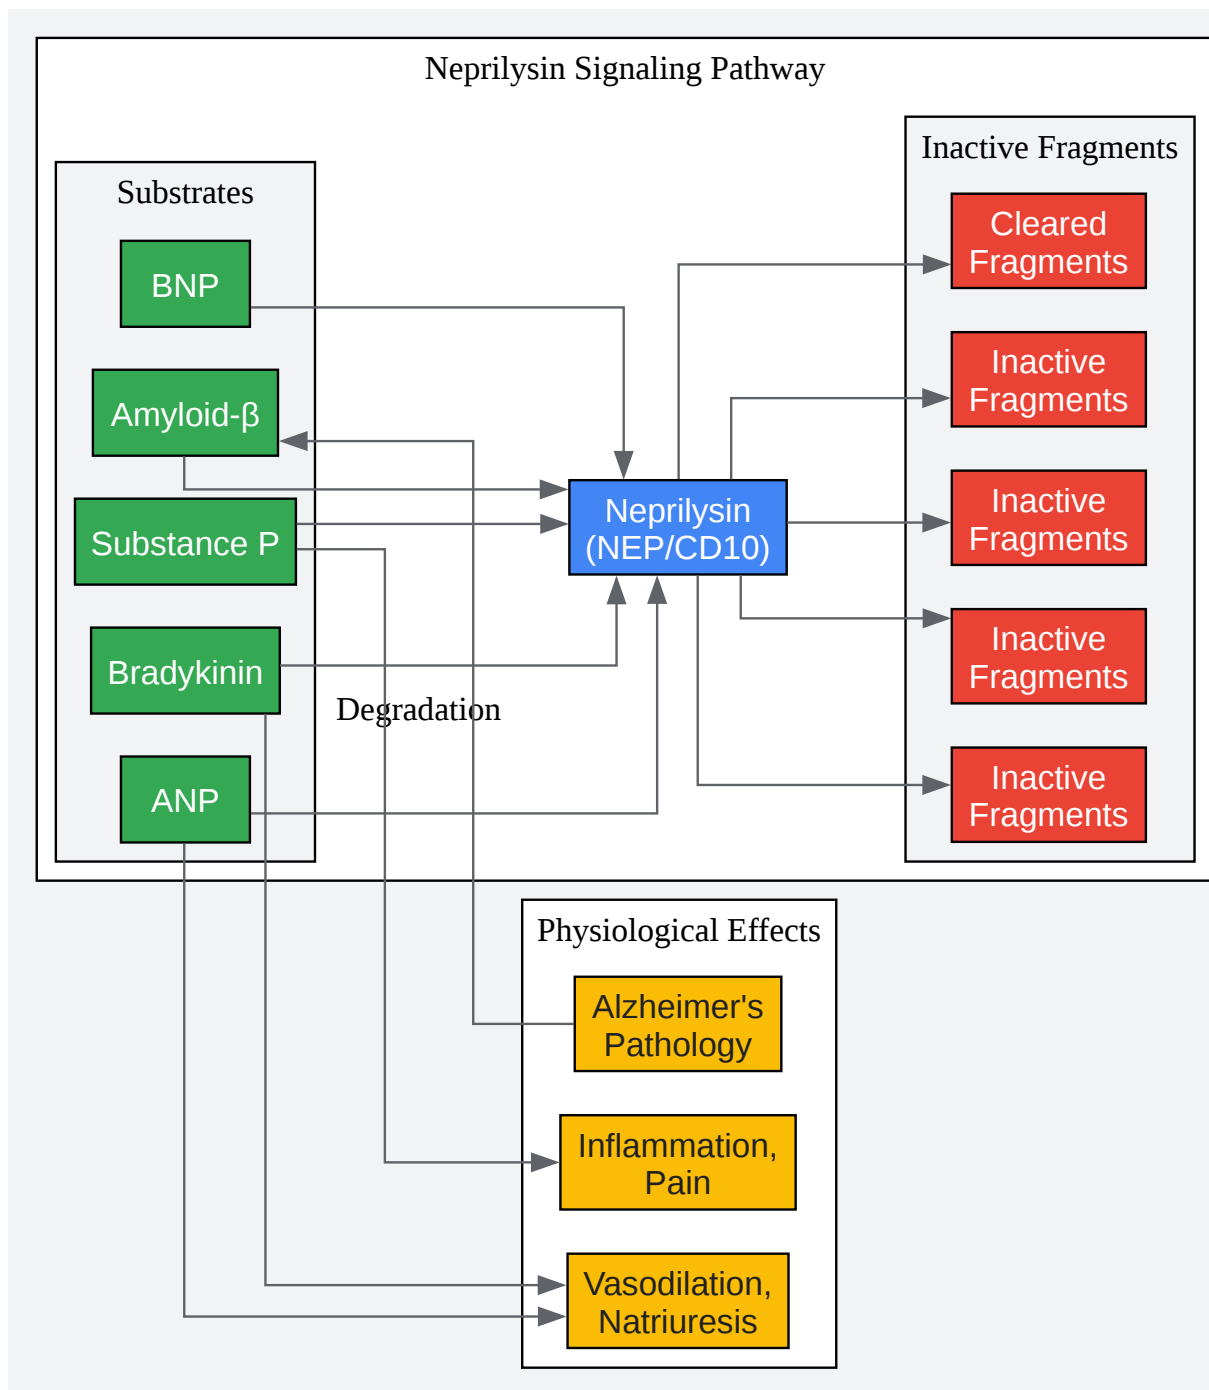 Neprilysin Signaling Pathway
Substrates
BNP
Amyloid-β
Substance P
Bradykinin
ANP
Degradation
Neprilysin
(NEP/CD10)
Inactive Fragments
Cleared
Fragments
Inactive
Fragments
Inactive
Fragments
Inactive
Fragments
Inactive
Fragments
Physiological Effects
Alzheimer's
Pathology
Inflammation,
Pain
Vasodilation,
Natriuresis